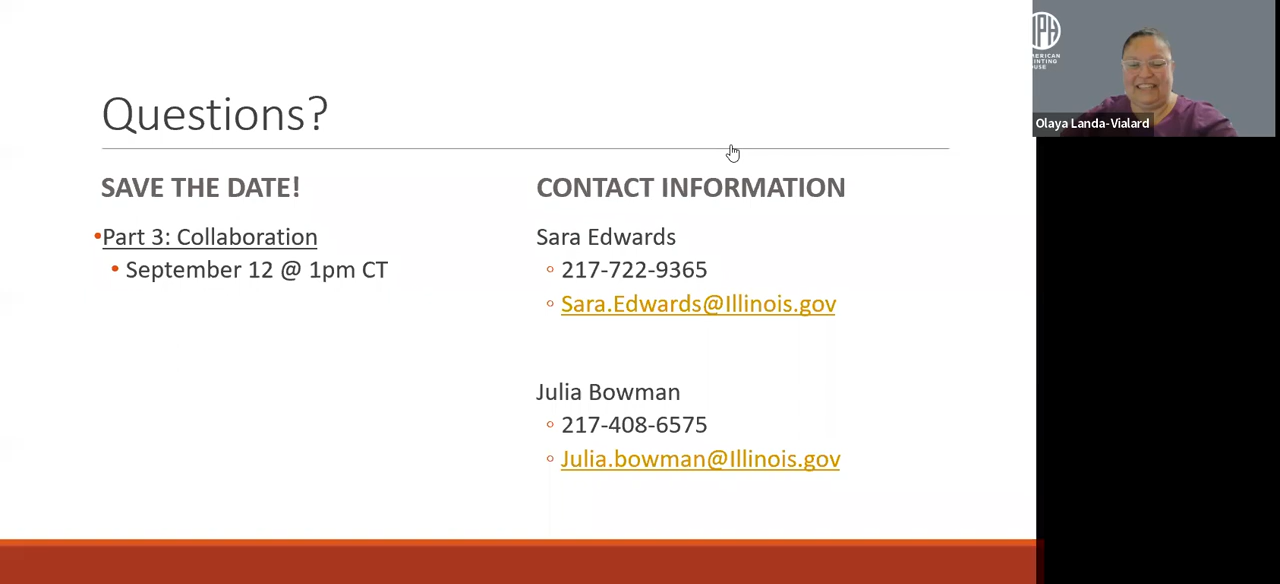 Questions?
SAVE THE DATE!
•Part 3: Collaboration
• September 12 @ 1pm CT
CONTACT INFORMATION
Sara Edwards
◦ 217-722-9365
◦ Sara.Edwards@Illinois.gov
Julia Bowman
◦ 217-408-6575
◦ Julia.bowman@Illinois.gov
Olaya Landa-Vialard